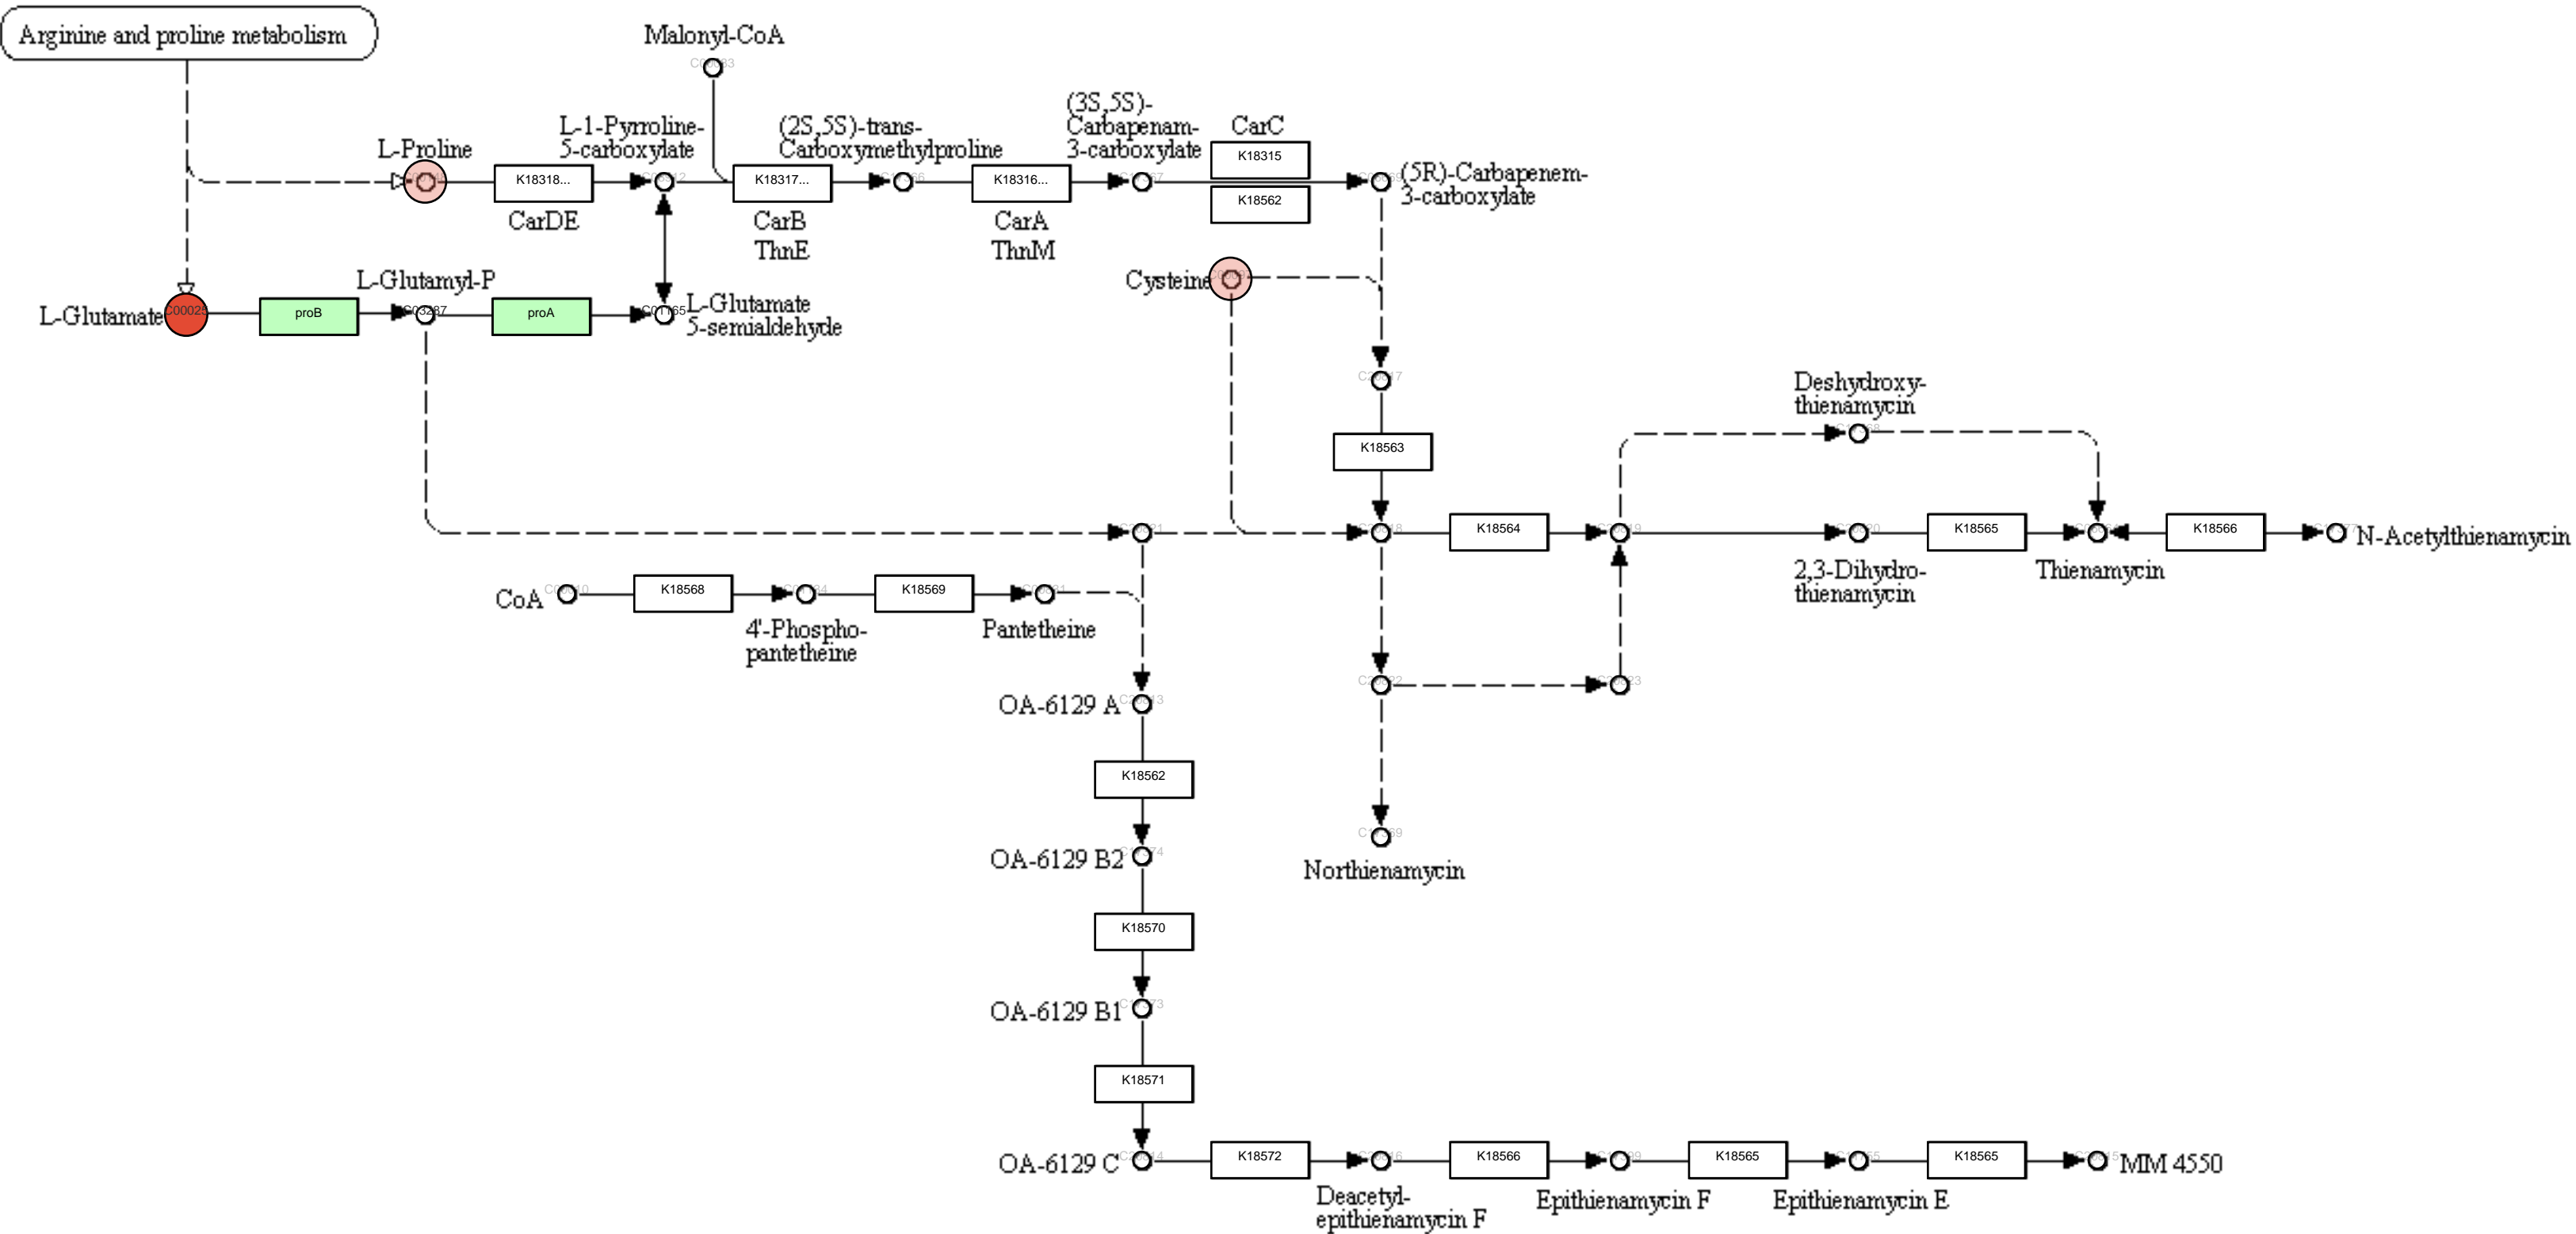 Arginine and proline metabolism
Malonyl-CoA
L-Proline
L-1-Pyrroline-
5-carboxylate
(2S,5S)-trans-
Carboxymethylproline
(3S,5S)-
Carbapenam-
3-carboxylate
CarC
K18315
K18318...
K18317...
K18316...
K18562
(5R)-Carbapenem-
3-carboxylate
CarDE
CarB
ThnE
CarA
ThnM
Cysteine
L-Glutamyl-P
L-Glutamate
C00025
proB
proA
L-Glutamate
5-semialdehyde
Deshydroxy-
thienamycin
K18563
K18564
K18565
K18566
N-Acetylthienamycin
2,3-Dihydro-
thienamycin
Thienamycin
CoA
K18568
K18569
4'-Phospho-
pantetheine
Pantetheine
OA-6129 A
K18562
OA-6129 B2
Northienamycin
K18570
OA-6129 B1
K18571
OA-6129 C
K18572
K18566
K18565
K18565
MM 4550
Deacetyl-
epithienamycin F
Epithienamycin F
Epithienamycin E